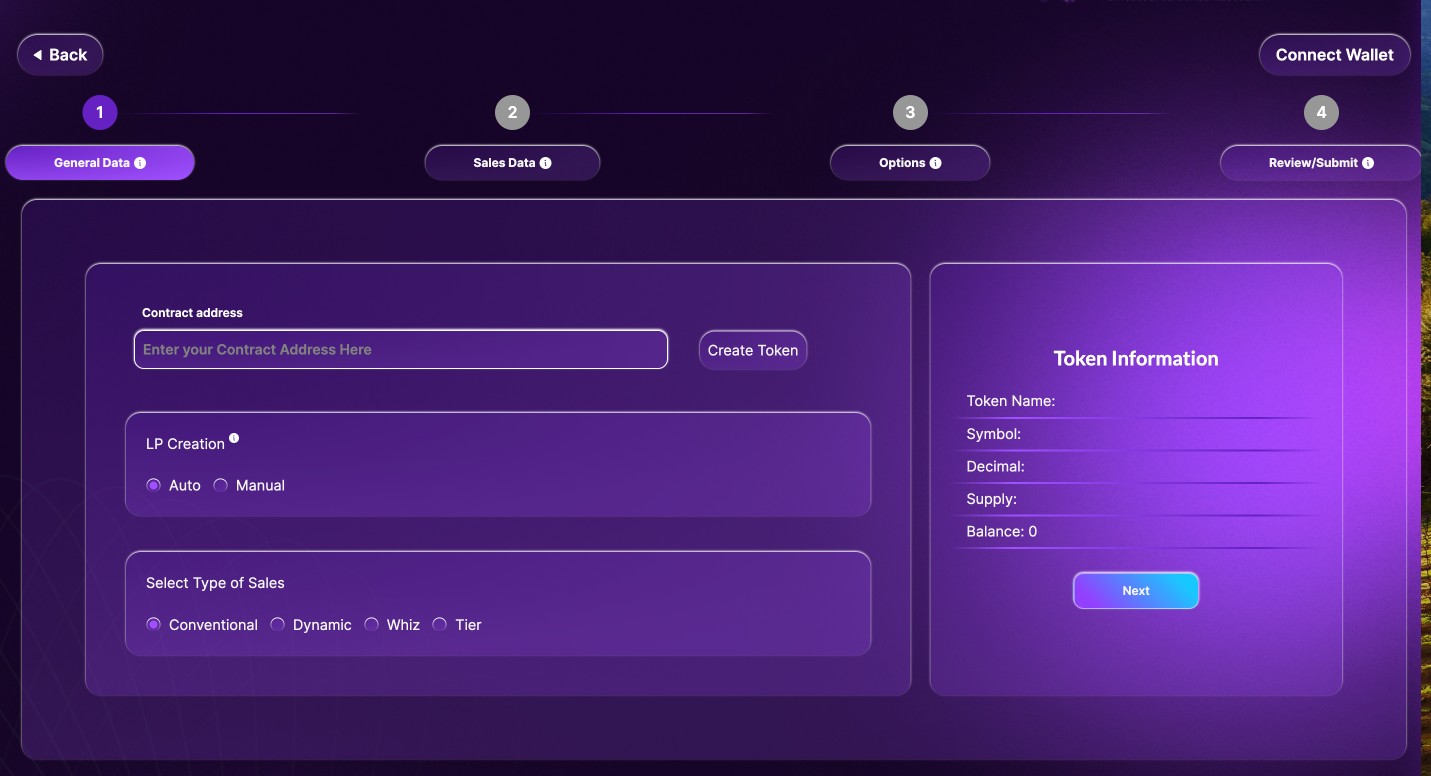 Back
Connect Wallet
1
2
3
4
General Data
Sales Data
Options
Review/Submit
Contract address
Enter your Contract Address Here
Create Token
LP Creation
Auto
Manual
Select Type of Sales
Conventional
Dynamic
Whiz
Tier
Token Information
Token Name:
Symbol:
Decimal:
Supply:
Balance: 0
Next